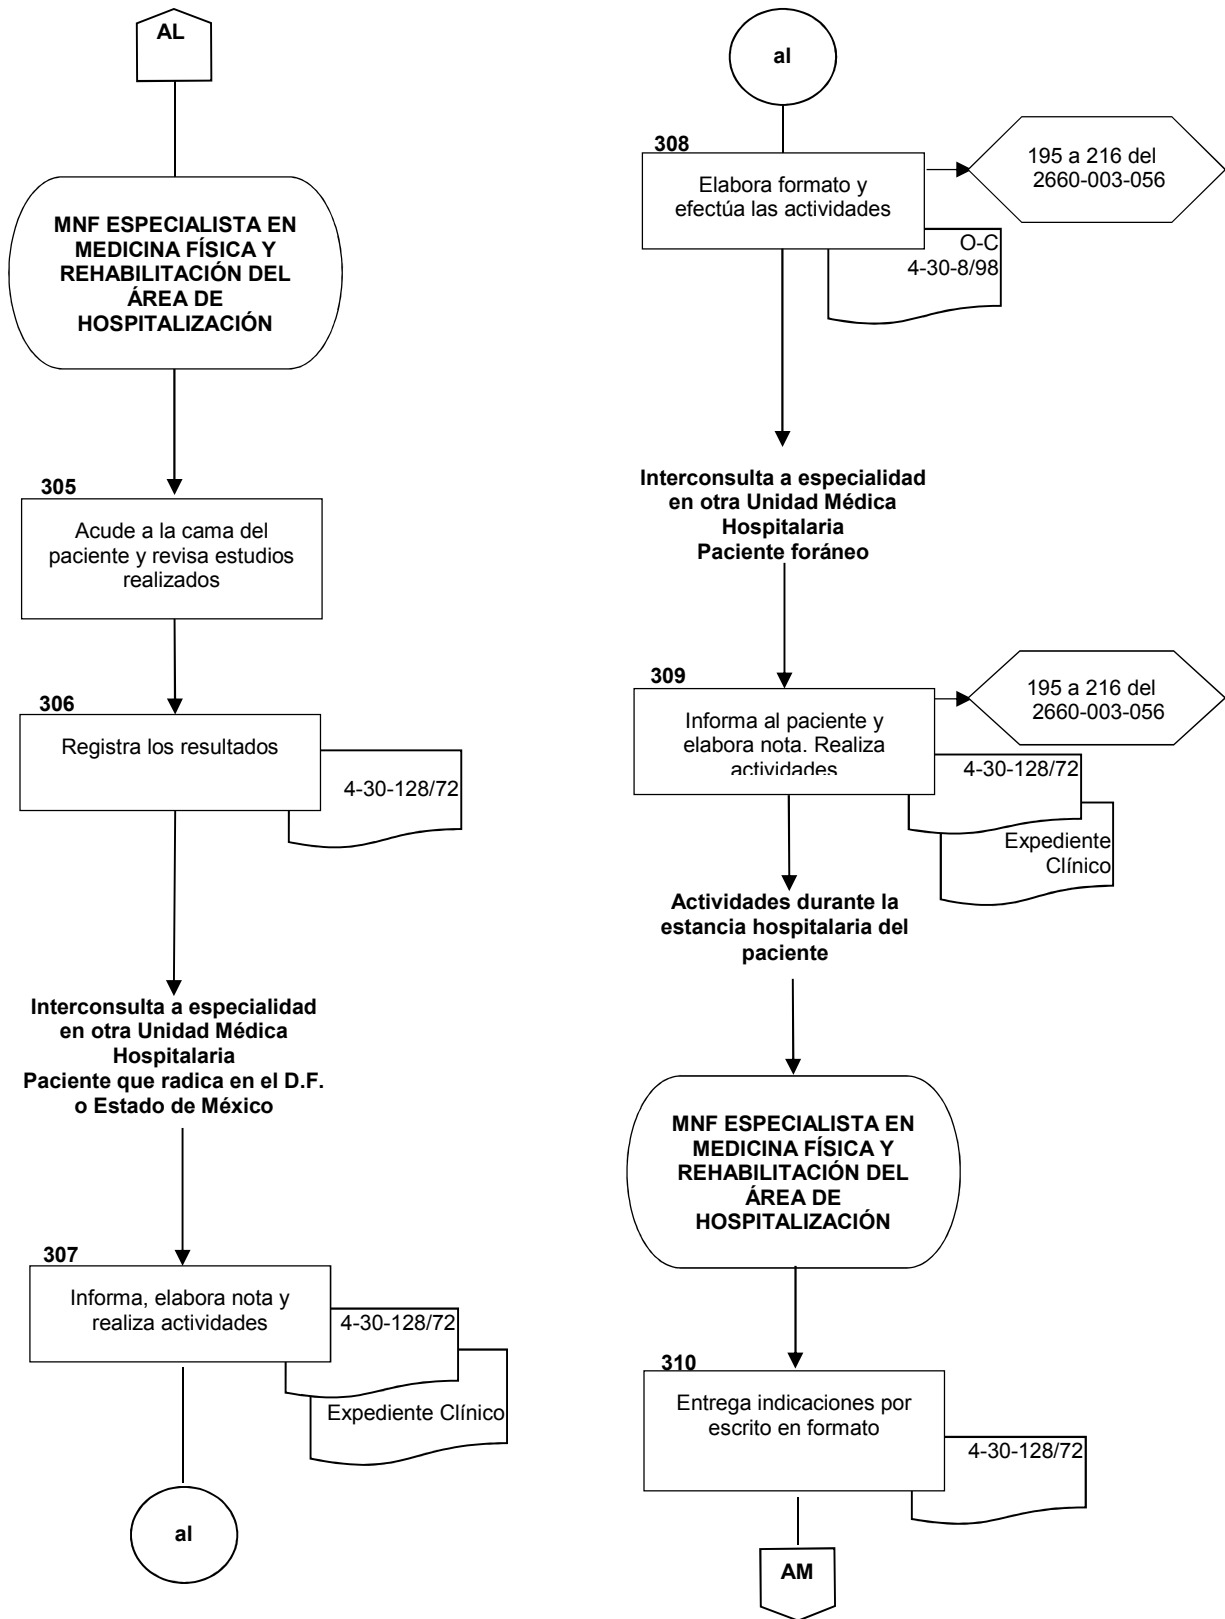 AL
MNF ESPECIALISTA EN
MEDICINA FÍSICA Y
REHABILITACIÓN DEL
ÁREA DE
HOSPITALIZACIÓN
305
Acude a la cama del
paciente y revisa estudios
realizados
306
Registra los resultados
4-30-128/72
Interconsulta a especialidad
en otra Unidad Médica
Hospitalaria
Paciente que radica en el D.F.
o Estado de México
307
Informa, elabora nota y
realiza actividades
4-30-128/72
Expediente Clínico
al
al
308
Elabora formato y
efectúa las actividades
195 a 216 del
2660-003-056
O-C
4-30-8/98
Interconsulta a especialidad
en otra Unidad Médica
Hospitalaria
Paciente foráneo
309
Informa al paciente y
elabora nota. Realiza
actividades
195 a 216 del
2660-003-056
4-30-128/72
Expediente
Clínico
Actividades durante la
estancia hospitalaria del
paciente
MNF ESPECIALISTA EN
MEDICINA FÍSICA Y
REHABILITACIÓN DEL
ÁREA DE
HOSPITALIZACIÓN
310
Entrega indicaciones por
escrito en formato
4-30-128/72
AM